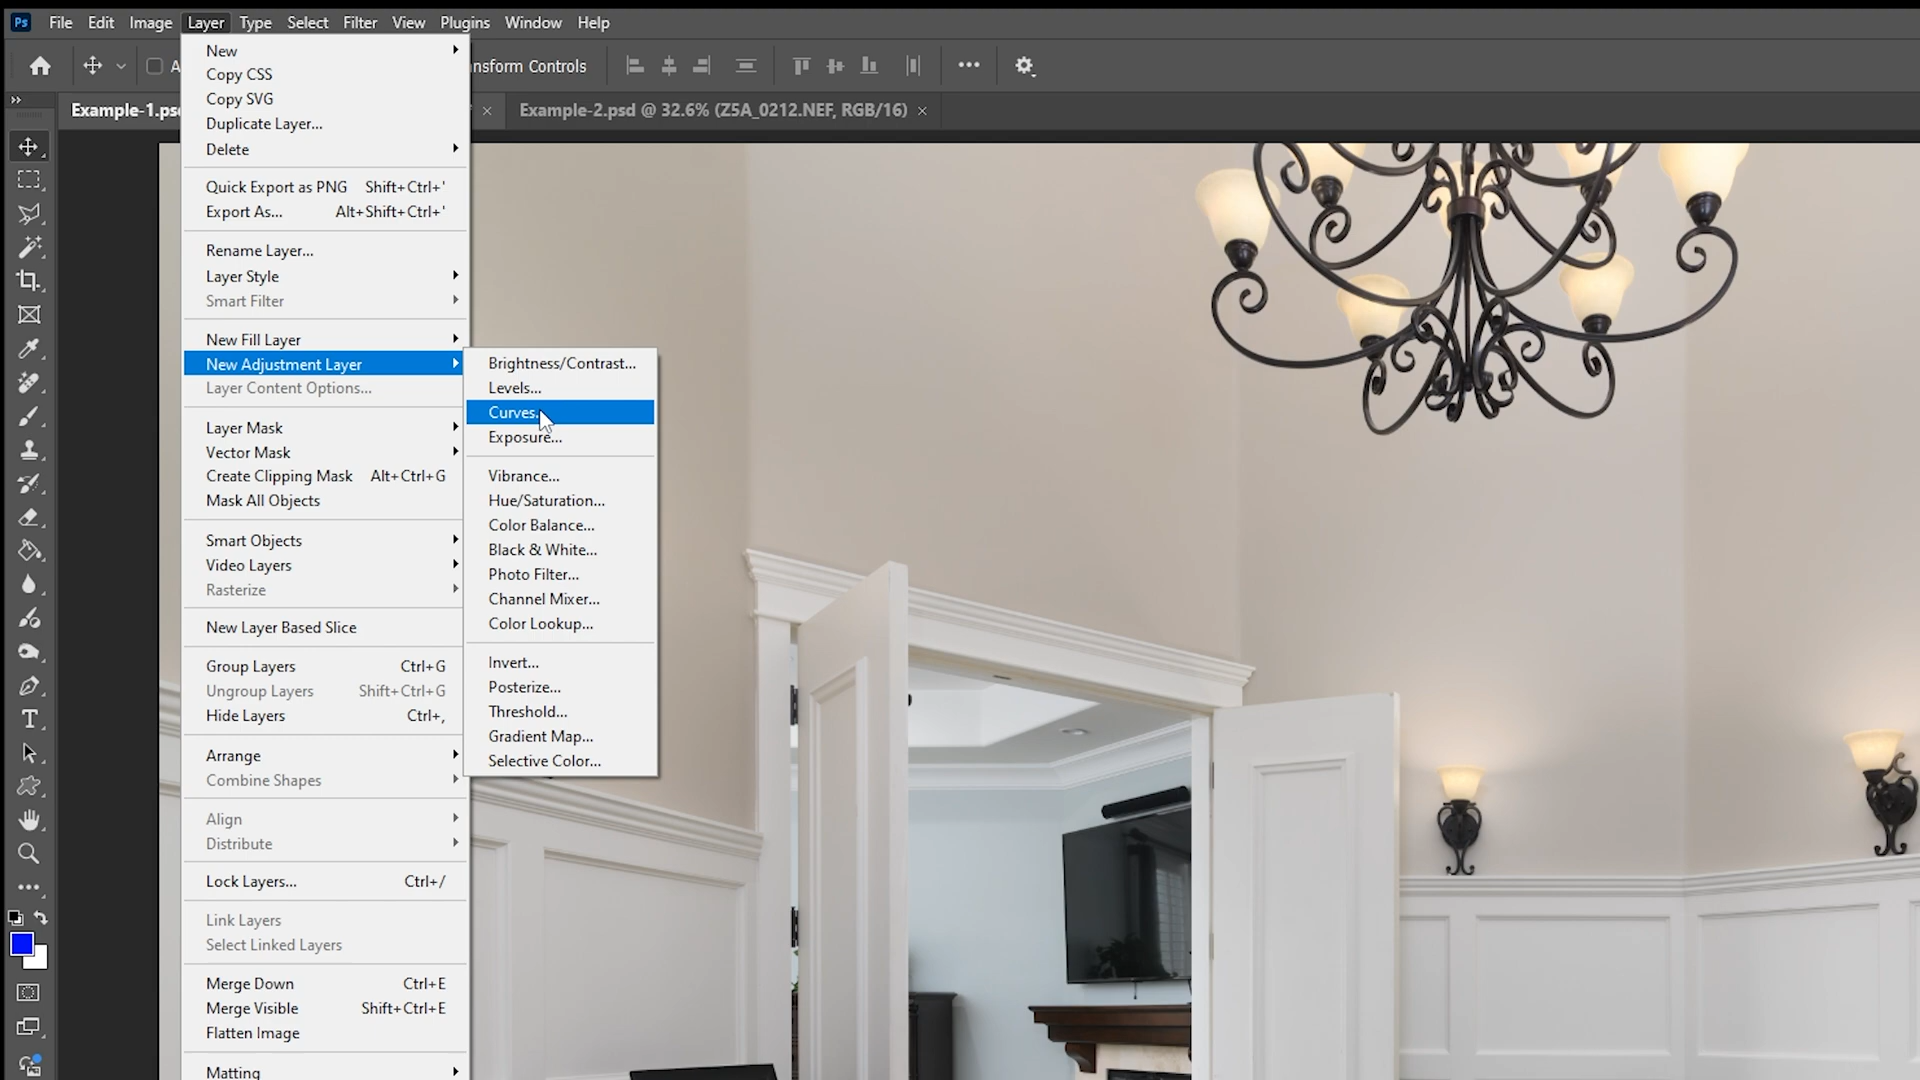 Ps File Edit Image Layer Type Select Filter View Plugins Window Help
nsform Controls
Example-1.ps
Example-2.psd @ 32.6% (Z5A_0212.NEF, RGB/16)
New
Copy CSS
Copy SVG
Duplicate Layer...
Delete
Quick Export as PNG Shift+Ctrl+'
Export As... Alt+Shift+Ctrl+'
Rename Layer...
Layer Style
Smart Filter
New Fill Layer
New Adjustment Layer
Layer Content Options...
Layer Mask
Vector Mask
Create Clipping Mask Alt+Ctrl+G
Mask All Objects
Smart Objects
Video Layers
Rasterize
New Layer Based Slice
Group Layers Ctrl+G
Ungroup Layers Shift+Ctrl+G
Hide Layers Ctrl+,
Arrange
Combine Shapes
Align
Distribute
Lock Layers... Ctrl+/
Link Layers
Select Linked Layers
Merge Down Ctrl+E
Merge Visible Shift+Ctrl+E
Flatten Image
Matting
Brightness/Contrast...
Levels...
Curves.
Exposure...
Vibrance...
Hue/Saturation...
Color Balance...
Black & White...
Photo Filter...
Channel Mixer...
Color Lookup...
Invert...
Posterize...
Threshold...
Gradient Map...
Selective Color...